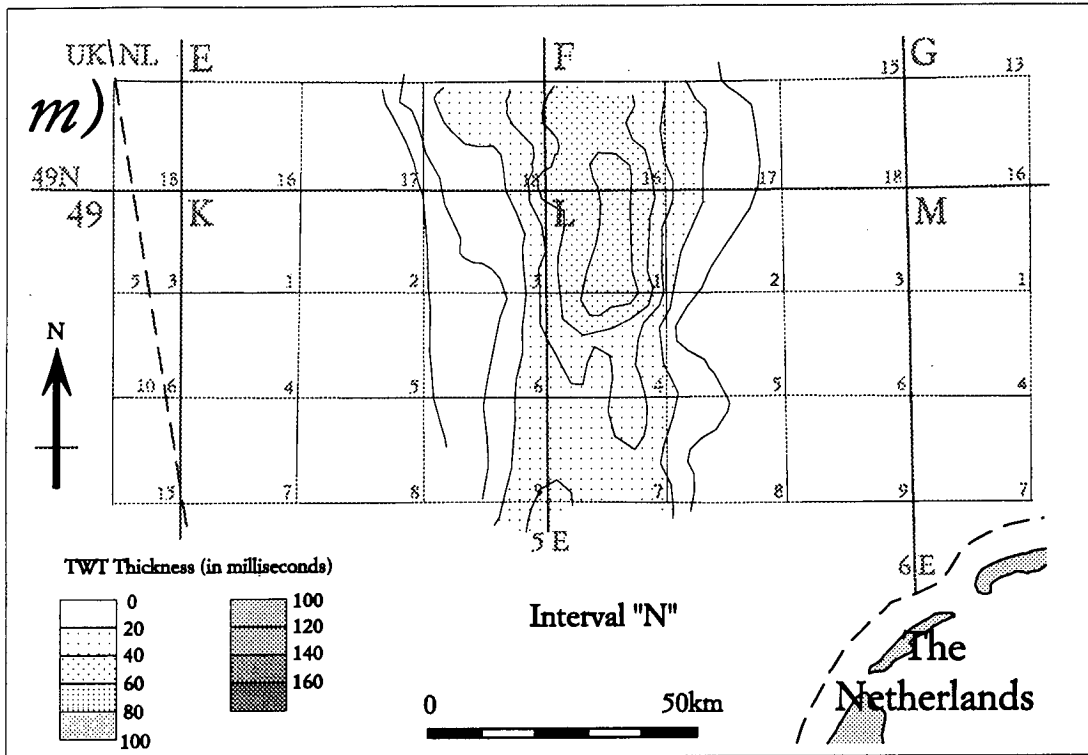 UK\NL E F G
15 13
m)
49N 18 16 17 18 16 17 18 16
49 K L M
5 3 1 2 3 1 2 3 1
N
10 6 4 5 6 4 5 6 4
13 7 8 9 7 8 9 7
5 E
6 E
TWT Thickness (in milliseconds)
0
20
40
60
80
100
100
120
140
160
Interval "N"
0 50km
The
Netherlands